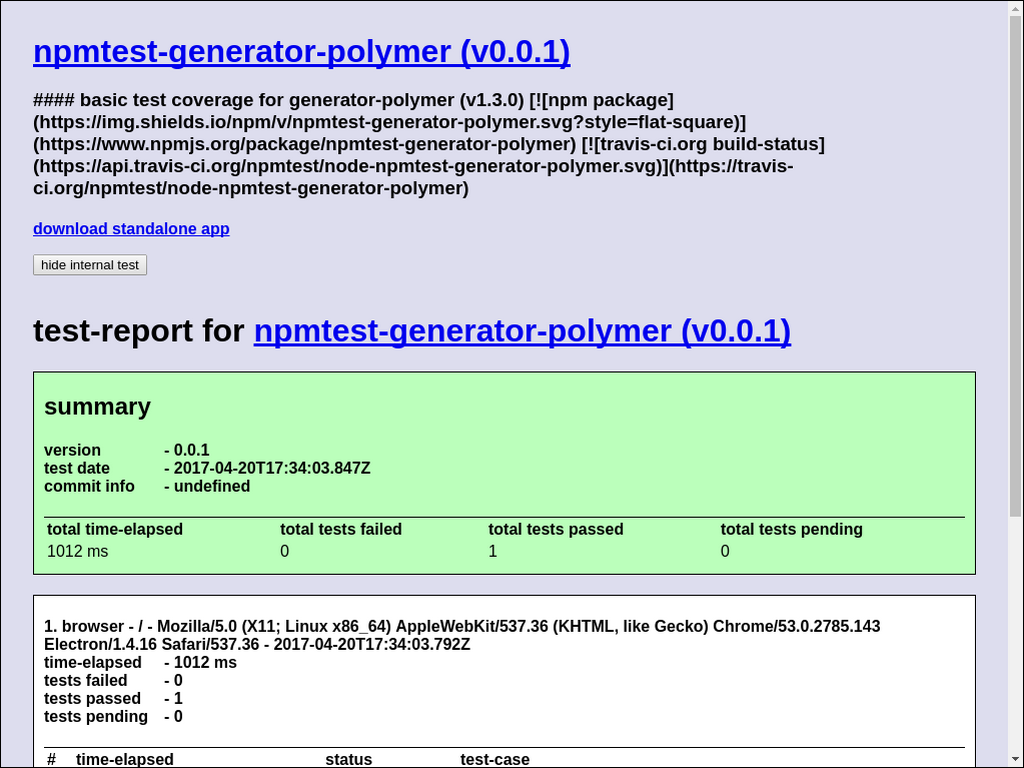 npmtest-generator-polymer (v0.0.1)
#### basic test coverage for generator-polymer (v1.3.0) [![npm package]
(https://img.shields.io/npm/v/npmtest-generator-polymer.svg?style=flat-square)]
(https://www.npmjs.org/package/npmtest-generator-polymer) [![travis-ci.org build-status]
(https://api.travis-ci.org/npmtest/node-npmtest-generator-polymer.svg)](https://travis-
ci.org/npmtest/node-npmtest-generator-polymer)
download standalone app
hide internal test
test-report for npmtest-generator-polymer (v0.0.1)
summary
version - 0.0.1
test date - 2017-04-20T17:34:03.847Z
commit info - undefined
total time-elapsed total tests failed total tests passed total tests pending
1012 ms 0 1 0
1. browser - / - Mozilla/5.0 (X11; Linux x86_64) AppleWebKit/537.36 (KHTML, like Gecko) Chrome/53.0.2785.143
Electron/1.4.16 Safari/537.36 - 2017-04-20T17:34:03.792Z
time-elapsed - 1012 ms
tests failed - 0
tests passed - 1
tests pending - 0
# time-elapsed status test-case